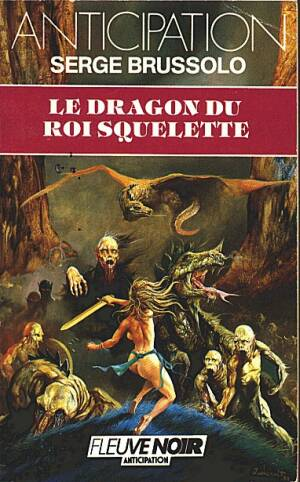 ANTICIPATION
SERGE BRUSSOLO
LE DRAGON DU
ROI SQUELETTE
FLEUVE NOIR
ANTICIPATION